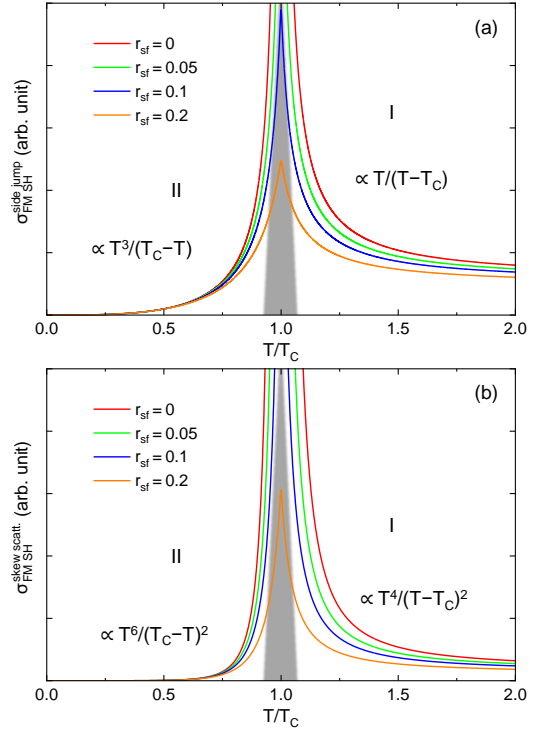 (a)
r_sf = 0
r_sf = 0.05
r_sf = 0.1
r_sf = 0.2
I
∝ T/(T−T_C)
II
∝ T³/(T_C−T)
σ_FM SH^side jump (arb. unit)
0.0 0.5 1.0 1.5 2.0
T/T_C
(b)
r_sf = 0
r_sf = 0.05
r_sf = 0.1
r_sf = 0.2
I
II
∝ T⁴/(T−T_C)²
∝ T⁶/(T_C−T)²
σ_FM SH^skew scatt. (arb. unit)
0.0 0.5 1.0 1.5 2.0
T/T_C